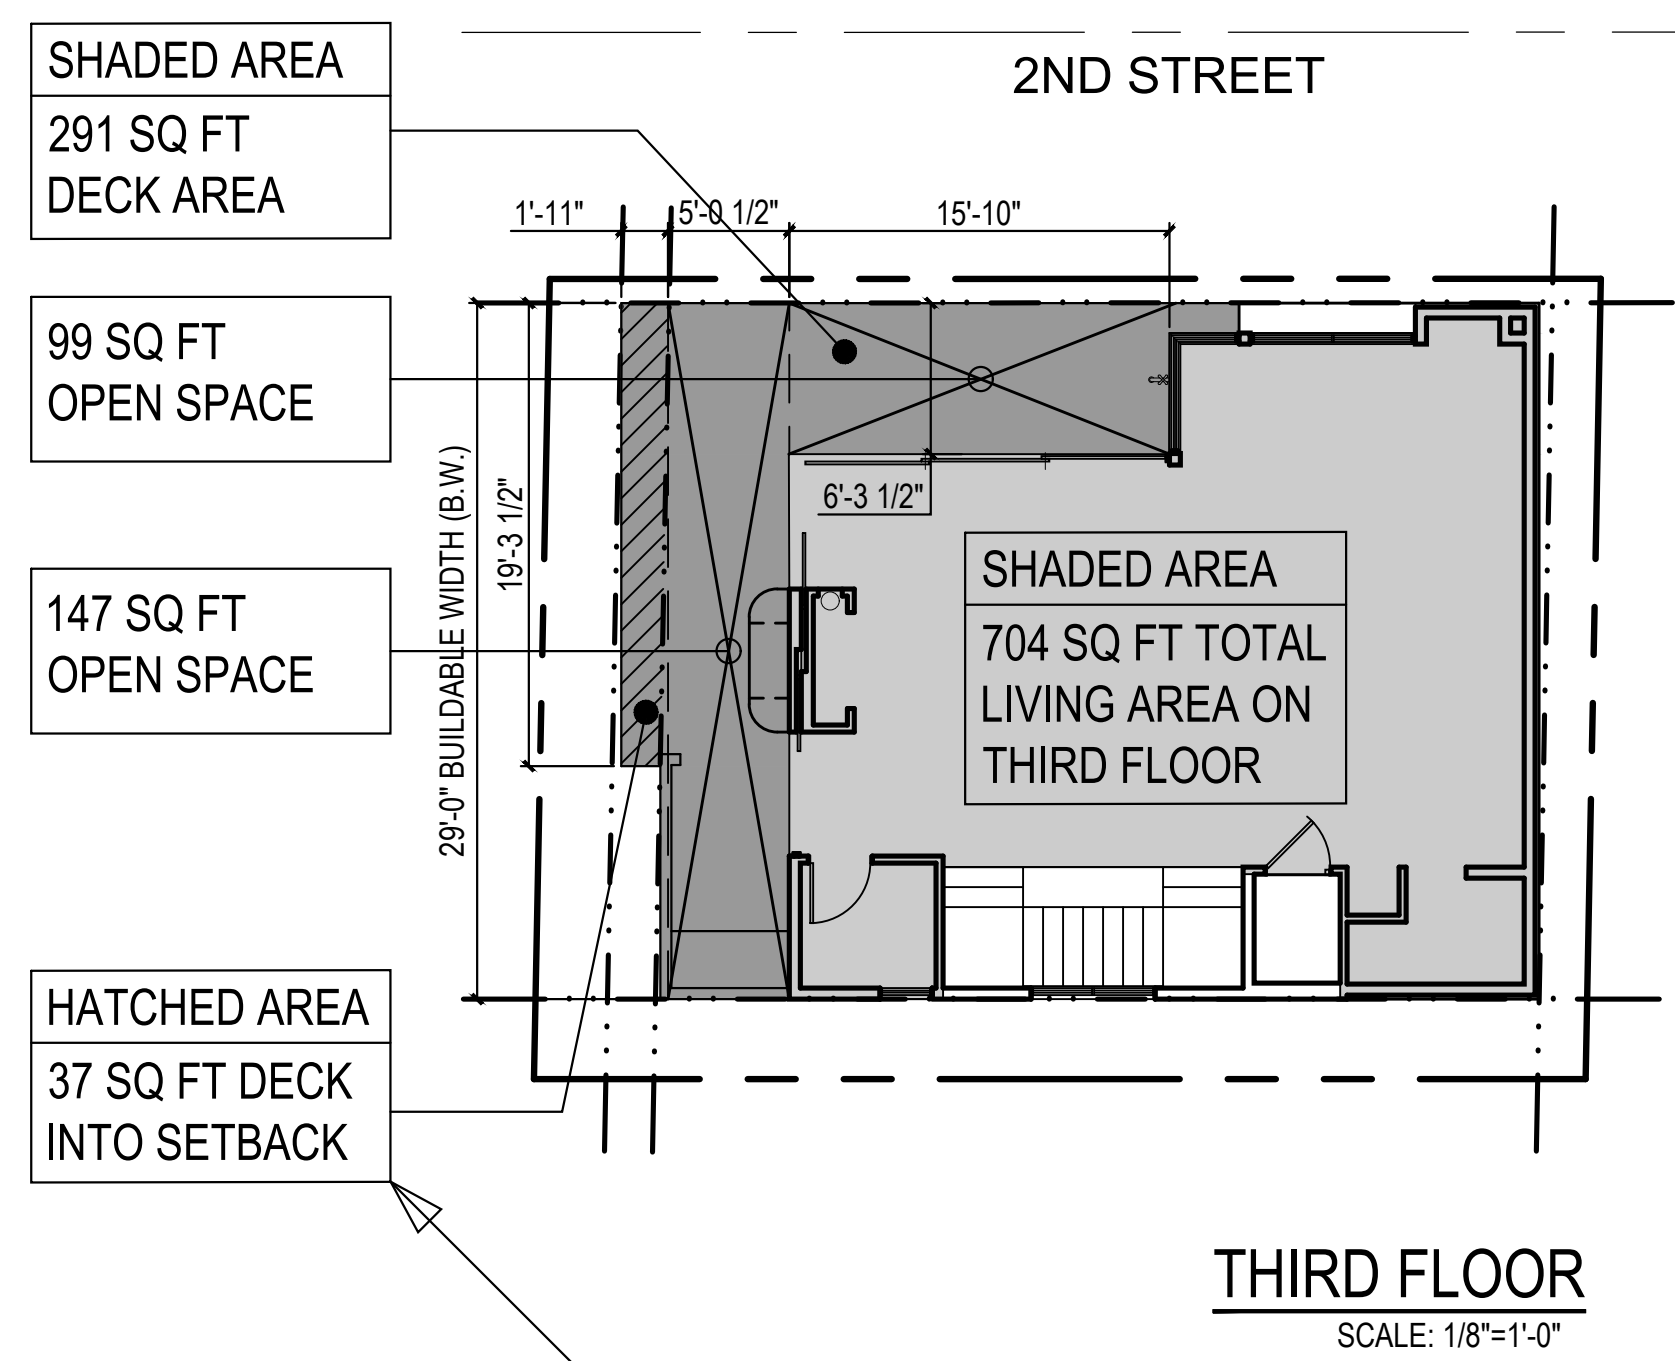 2ND STREET
SHADED AREA
291 SQ FT
DECK AREA
1'-11"
5'-0 1/2"
15'-10"
99 SQ FT
OPEN SPACE
29'-0" BUILDABLE WIDTH (B.W.)
19'-3 1/2"
6'-3 1/2"
147 SQ FT
OPEN SPACE
SHADED AREA
704 SQ FT TOTAL
LIVING AREA ON
THIRD FLOOR
HATCHED AREA
37 SQ FT DECK
INTO SETBACK
THIRD FLOOR
SCALE: 1/8"=1'-0"